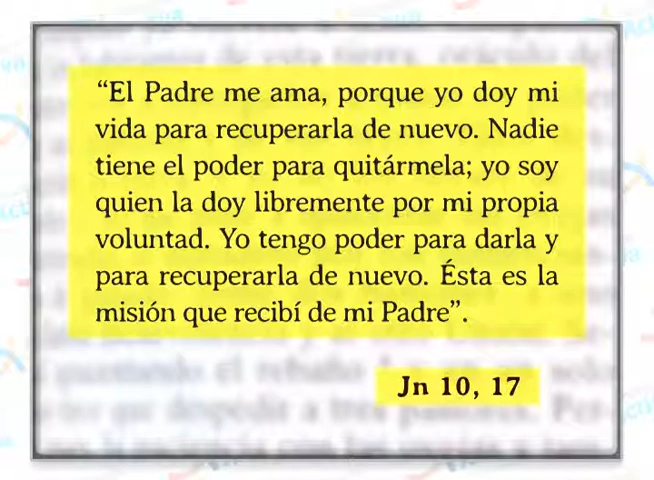 “El Padre me ama, porque yo doy mi
vida para recuperarla de nuevo. Nadie
tiene el poder para quitármela; yo soy
quien la doy libremente por mi propia
voluntad. Yo tengo poder para darla y
para recuperarla de nuevo. Ésta es la
misión que recibí de mi Padre”.
Jn 10, 17